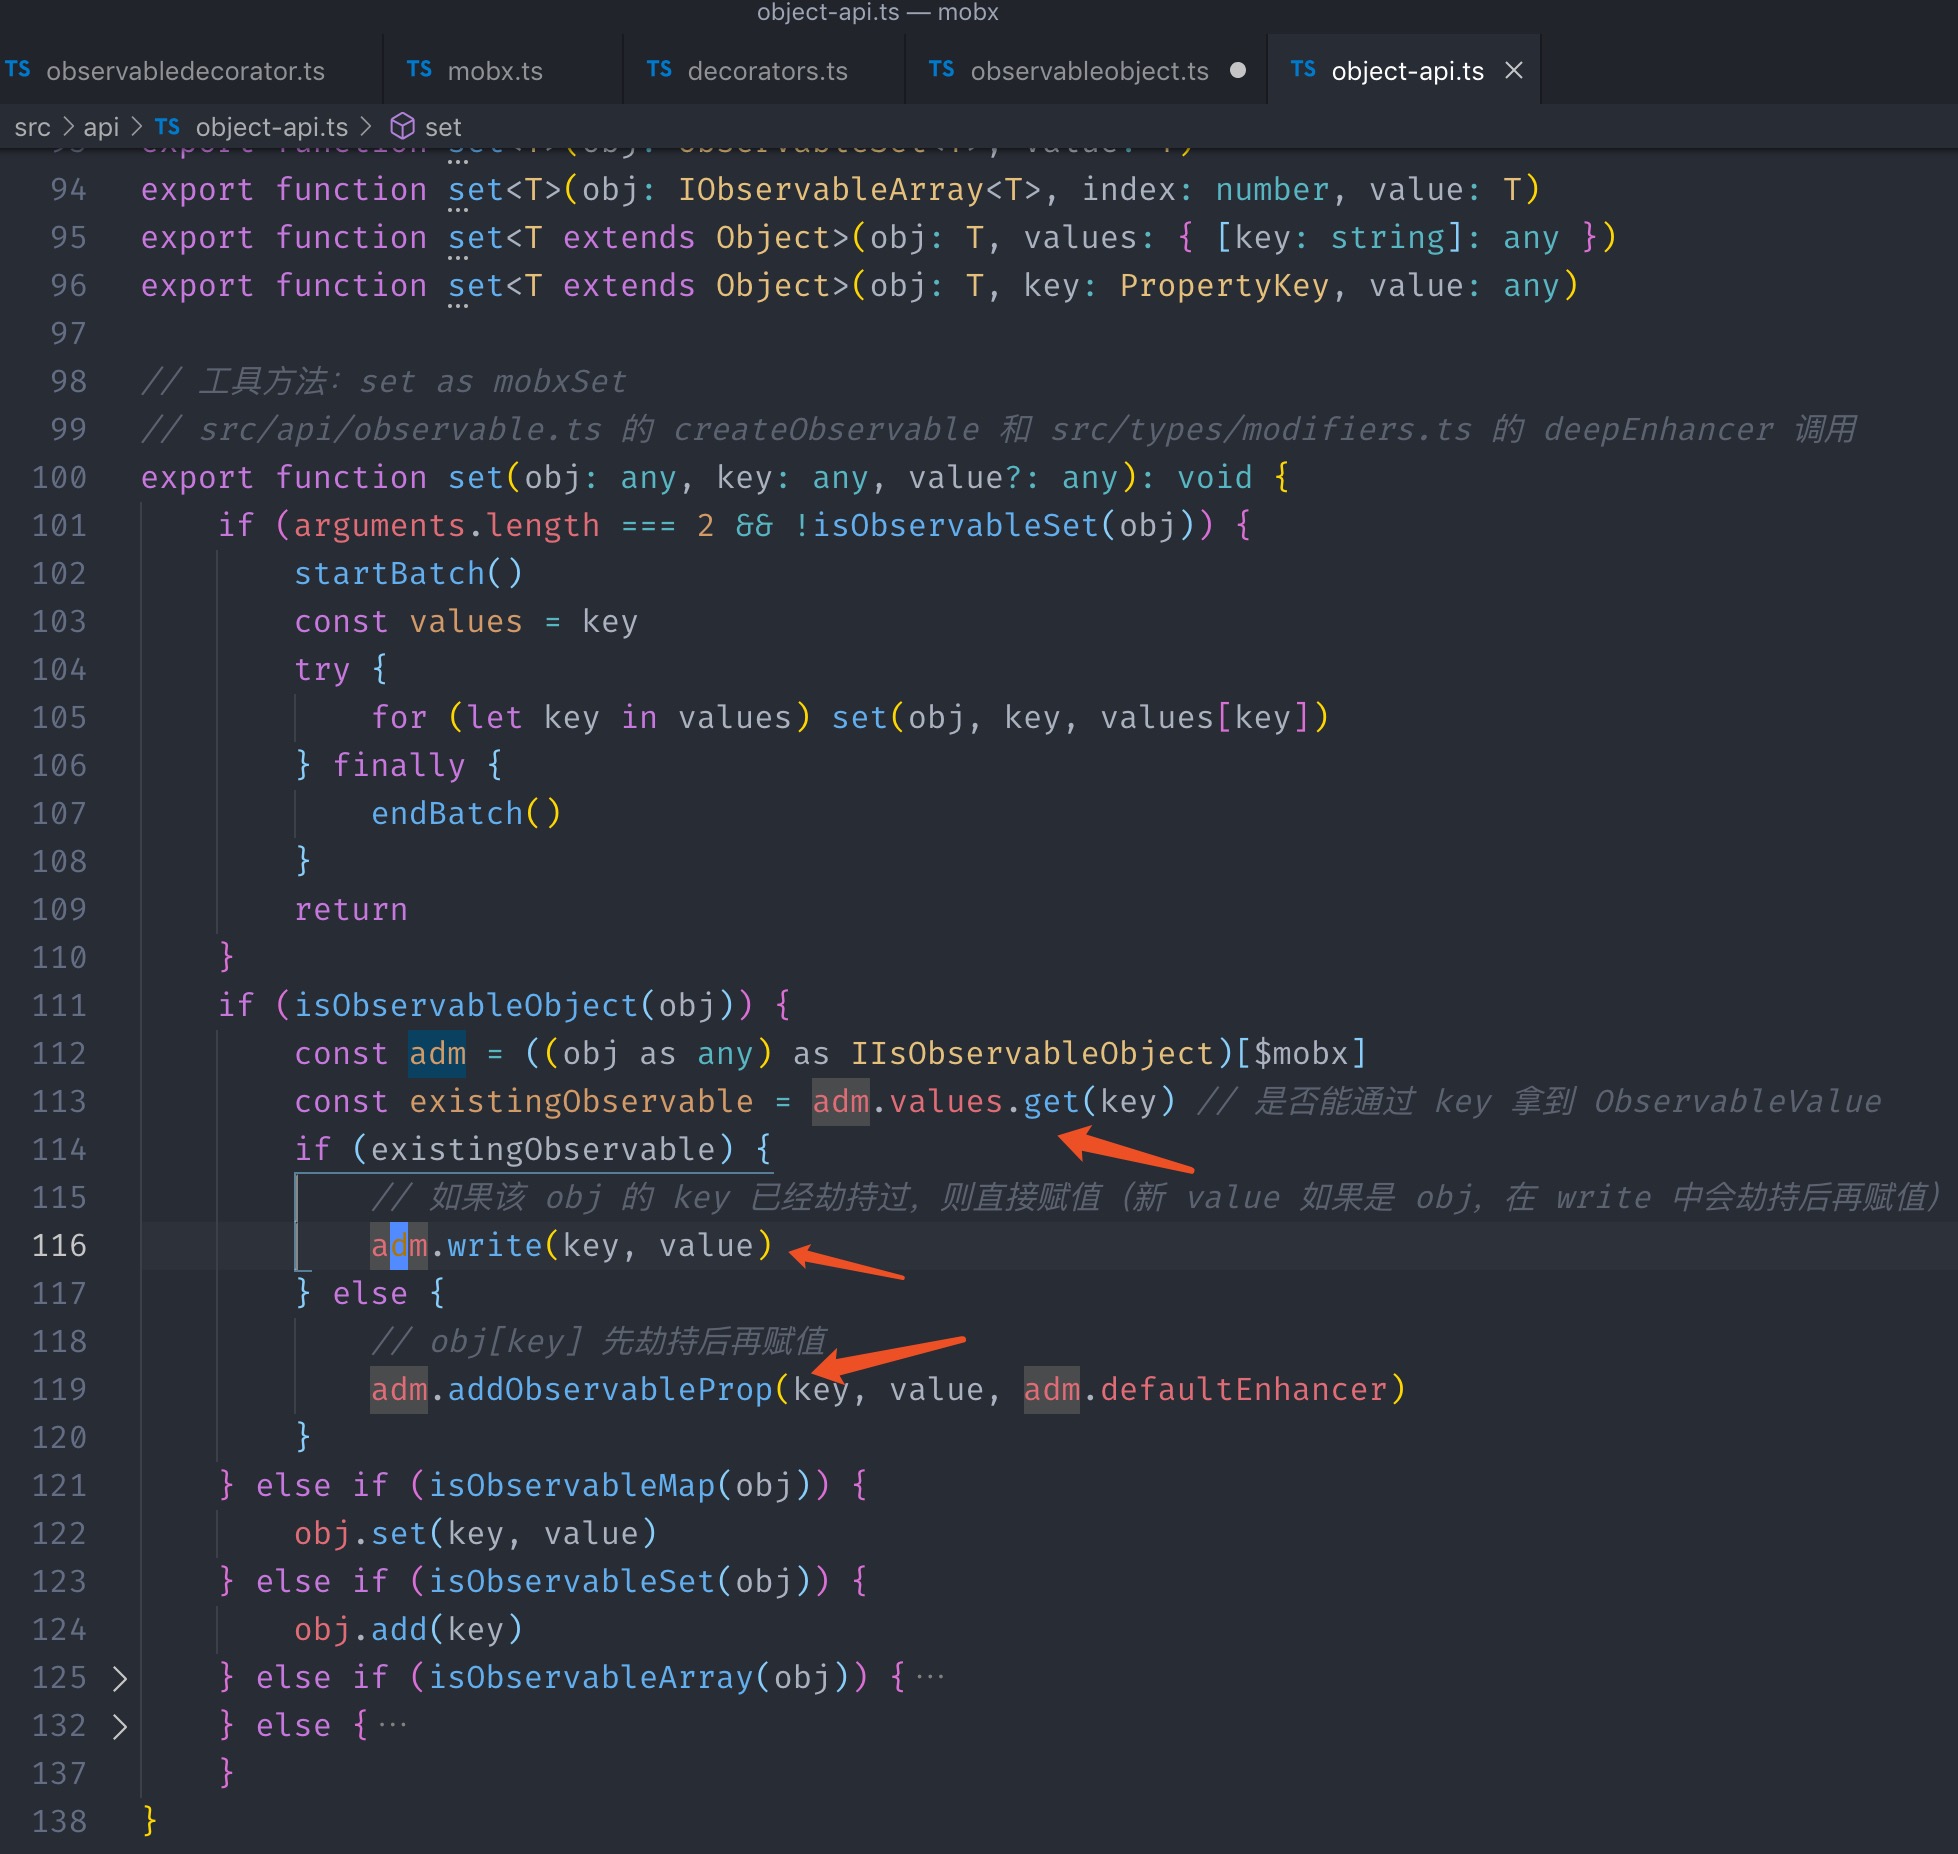 object-api.ts — mobx
TS observabledecorator.ts TS mobx.ts TS decorators.ts TS observableobject.ts TS object-api.ts
src > api > TS object-api.ts > set
94 export function set<T>(obj: IObservableArray<T>, index: number, value: T)
95 export function set<T extends Object>(obj: T, values: { [key: string]: any })
96 export function set<T extends Object>(obj: T, key: PropertyKey, value: any)
97
98 // 工具方法：set as mobxSet
99 // src/api/observable.ts 的 createObservable 和 src/types/modifiers.ts 的 deepEnhancer 调用
100 export function set(obj: any, key: any, value?: any): void {
101 if (arguments.length === 2 && !isObservableSet(obj)) {
102 startBatch()
103 const values = key
104 try {
105 for (let key in values) set(obj, key, values[key])
106 } finally {
107 endBatch()
108 }
109 return
110 }
111 if (isObservableObject(obj)) {
112 const adm = ((obj as any) as IIsObservableObject)[$mobx]
113 const existingObservable = adm.values.get(key) // 是否能通过 key 拿到 ObservableValue
114 if (existingObservable) {
115 // 如果该 obj 的 key 已经劫持过，则直接赋值（新 value 如果是 obj，在 write 中会劫持后再赋值）
116 adm.write(key, value)
117 } else {
118 // obj[key] 先劫持后再赋值
119 adm.addObservableProp(key, value, adm.defaultEnhancer)
120 }
121 } else if (isObservableMap(obj)) {
122 obj.set(key, value)
123 } else if (isObservableSet(obj)) {
124 obj.add(key)
125 } else if (isObservableArray(obj)) {···
132 } else {···
137 }
138 }